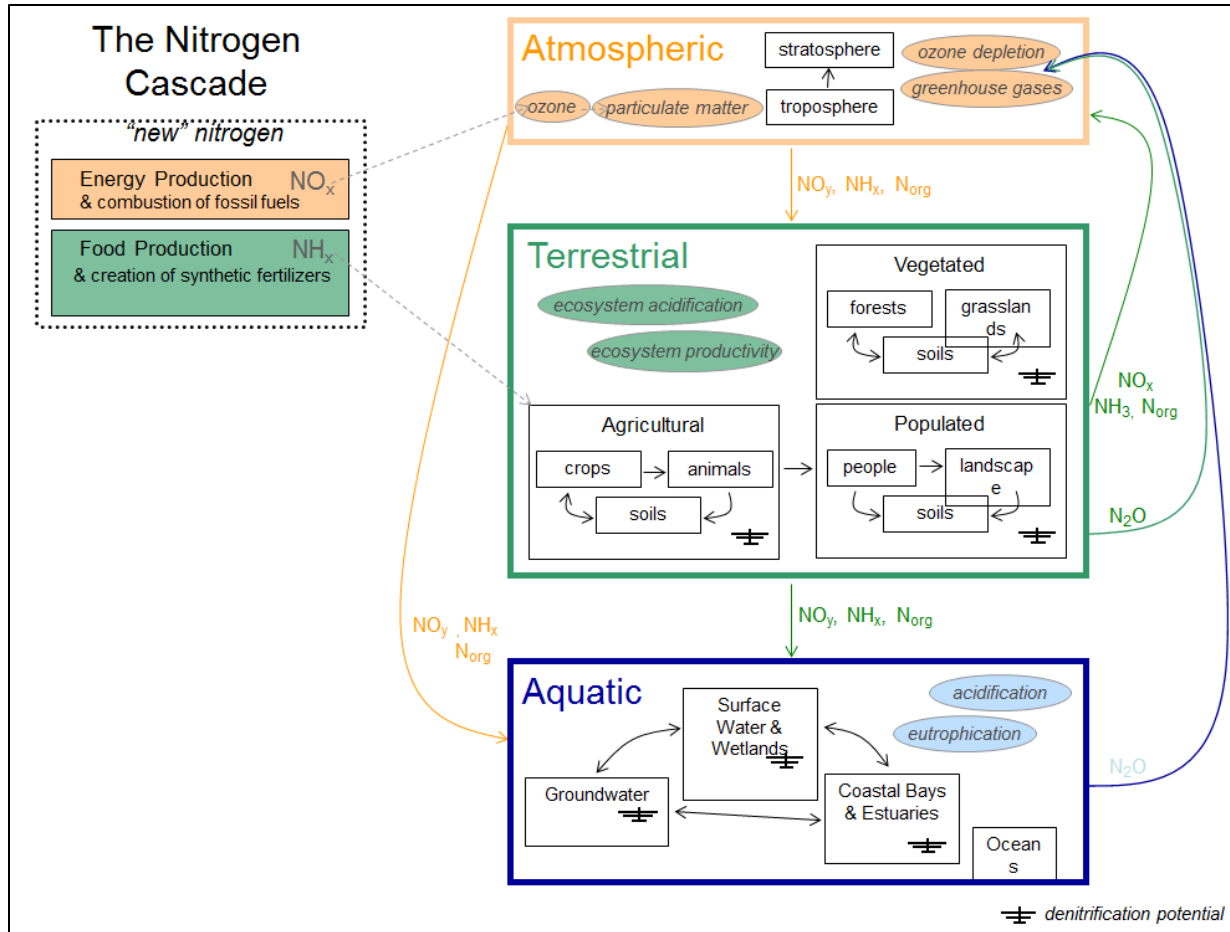 The Nitrogen
Cascade
"new" nitrogen
Energy Production NOx
& combustion of fossil fuels
Food Production NHx
& creation of synthetic fertilizers
Atmospheric
stratosphere
ozone depletion
greenhouse gases
ozone
particulate matter
troposphere
NOy, NHx, Norg
Terrestrial
ecosystem acidification
ecosystem productivity
Vegetated
forests
grasslan
ds
soils
Agricultural
crops
animals
soils
Populated
people
landscap
e
soils
NOx
NH3, Norg
N2O
NOy , NHx
Norg
NOy, NHx, Norg
Aquatic
acidification
eutrophication
Surface
Water &
Wetlands
Groundwater
Coastal Bays
& Estuaries
Ocean
s
N2O
denitrification potential